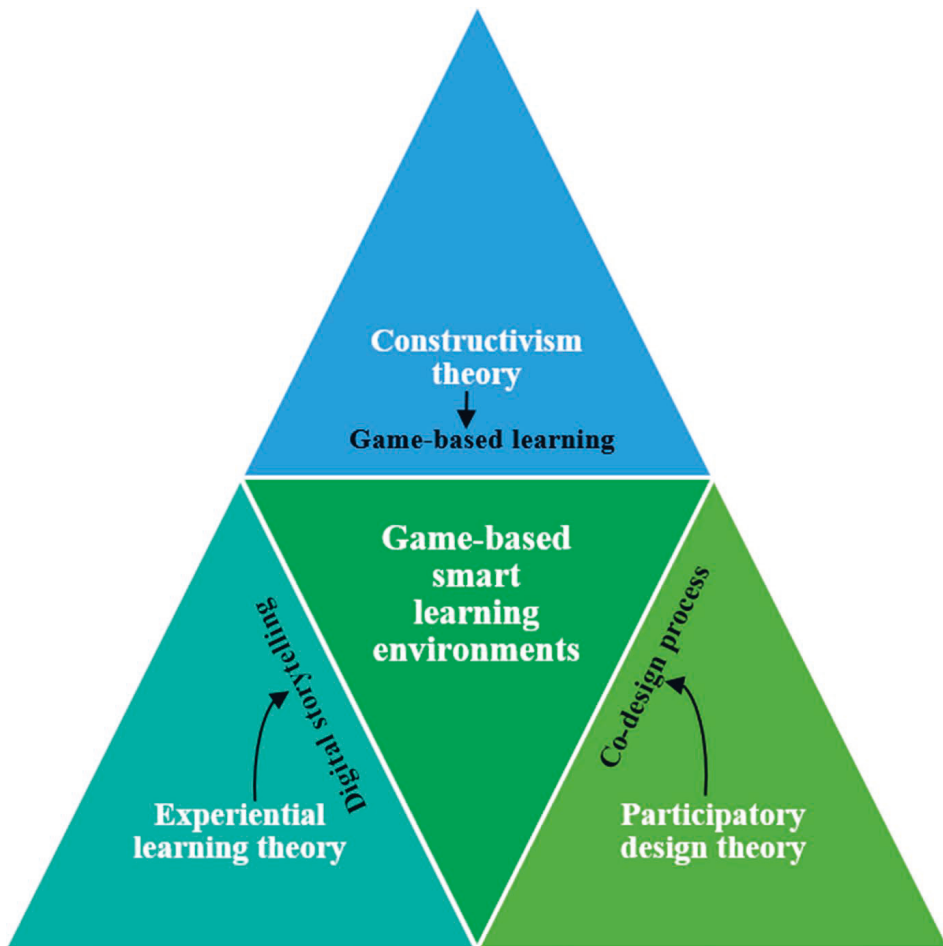 Constructivism
theory
Game-based learning
Game-based
smart
learning
environments
Digital storytelling
Experiential
learning theory
Co-design process
Participatory
design theory